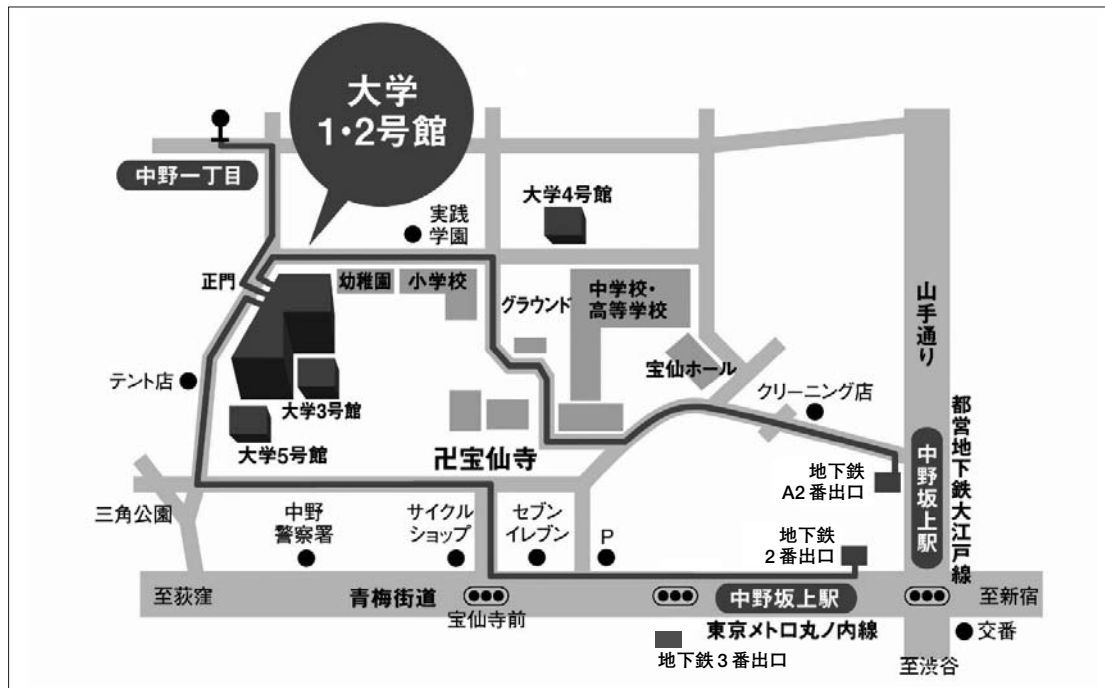 大学
1・2号館
中野一丁目
大学4号館
実践
学園
正門
幼稚園
小学校
グラウンド
中学校・
高等学校
山手通り
宝仙ホール
テント店
クリーニング店
大学3号館
大学5号館
卍宝仙寺
都営地下鉄大江戸線
中野坂上駅
地下鉄
A2番出口
三角公園
中野
警察署
サイクル
ショップ
セブン
イレブン
P
地下鉄
2番出口
至荻窪
青梅街道
宝仙寺前
中野坂上駅
至新宿
東京メトロ丸ノ内線
交番
地下鉄3番出口
至渋谷